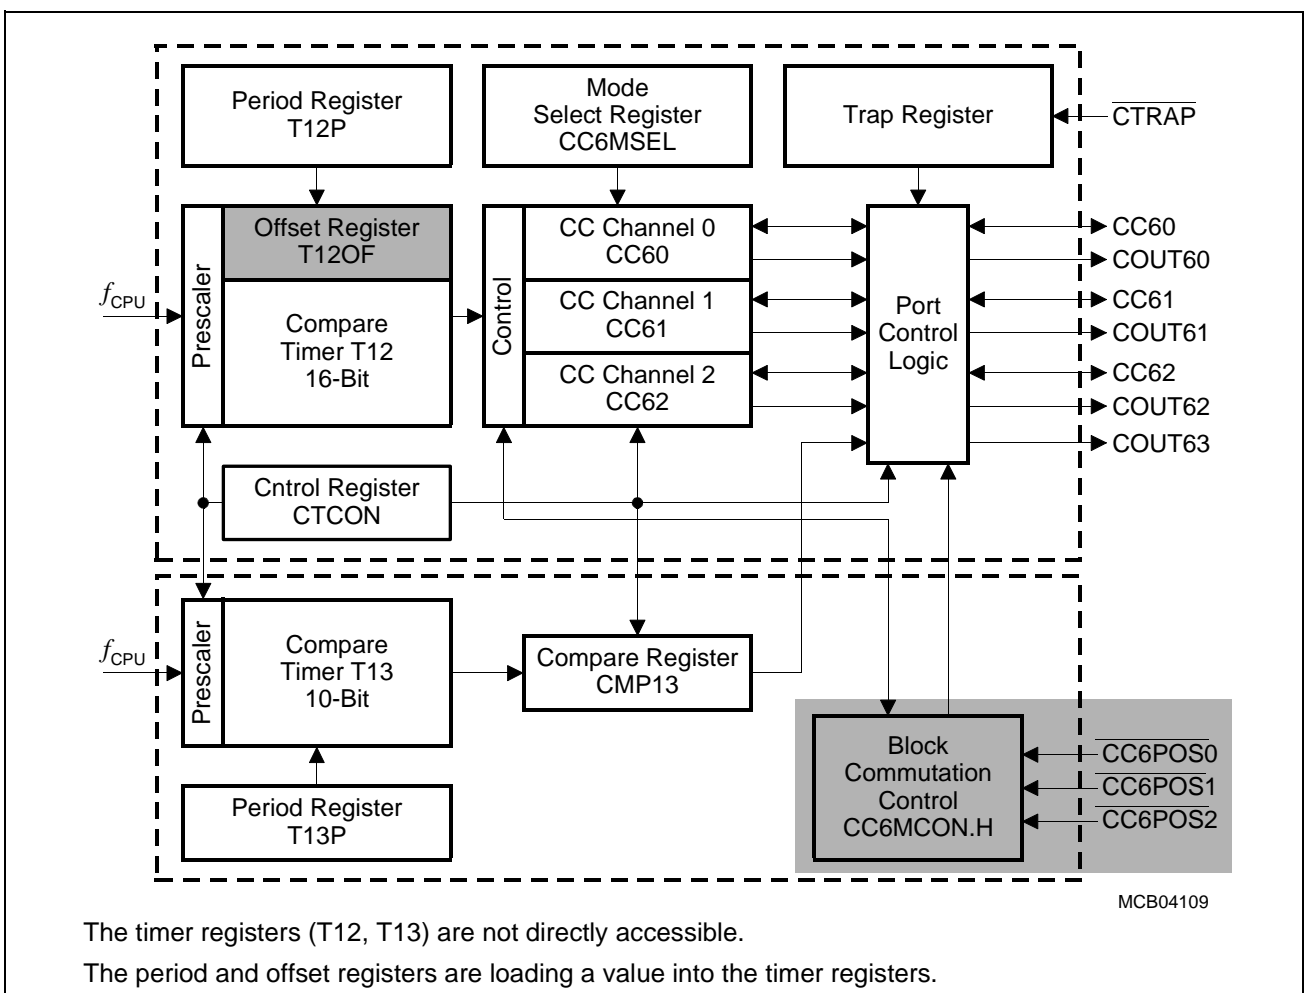 Period Register
T12P
Mode
Select Register
CC6MSEL
Trap Register
CTRAP
Prescaler
Offset Register
T12OF
Compare
Timer T12
16-Bit
fCPU
Control
CC Channel 0
CC60
CC Channel 1
CC61
CC Channel 2
CC62
Port
Control
Logic
CC60
COUT60
CC61
COUT61
CC62
COUT62
COUT63
Cntrol Register
CTCON
fCPU
Prescaler
Compare
Timer T13
10-Bit
Compare Register
CMP13
Period Register
T13P
Block
Commutation
Control
CC6MCON.H
CC6POS0
CC6POS1
CC6POS2
MCB04109
The timer registers (T12, T13) are not directly accessible.
The period and offset registers are loading a value into the timer registers.